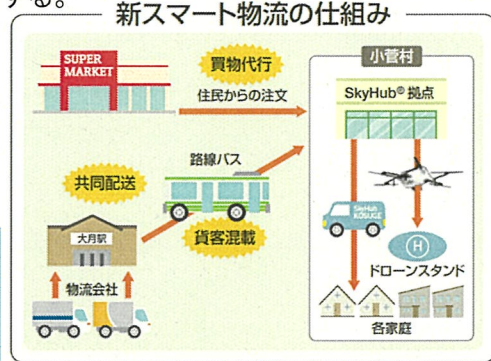 する。
新スマート物流の仕組み
SUPER
MARKET
買物代行
住民からの注文
小菅村
SkyHub® 拠点
路線バス
共同配送
貨客混載
大月駅
物流会社
SkyHub
KOSUGE
H
ドローンスタンド
各家庭